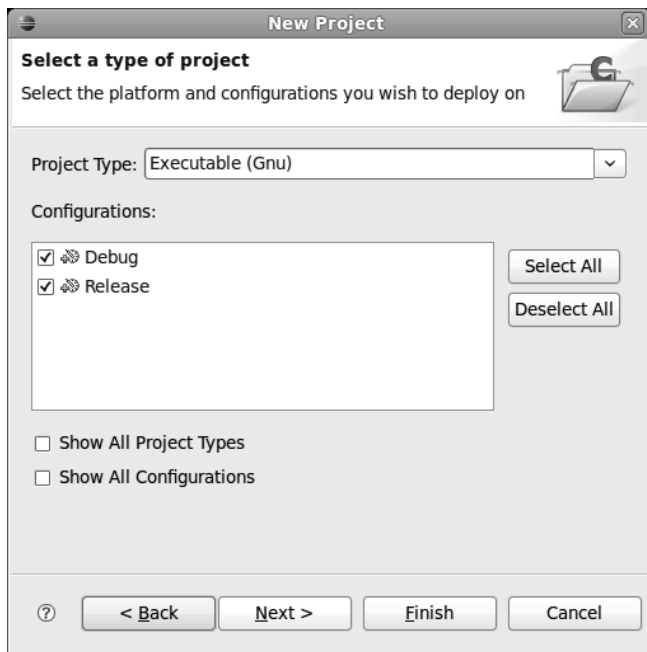 New Project
Select a type of project
Select the platform and configurations you wish to deploy on
Project Type: Executable (Gnu)
Configurations:
Debug
Release
Select All
Deselect All
Show All Project Types
Show All Configurations
< Back
Next >
Finish
Cancel